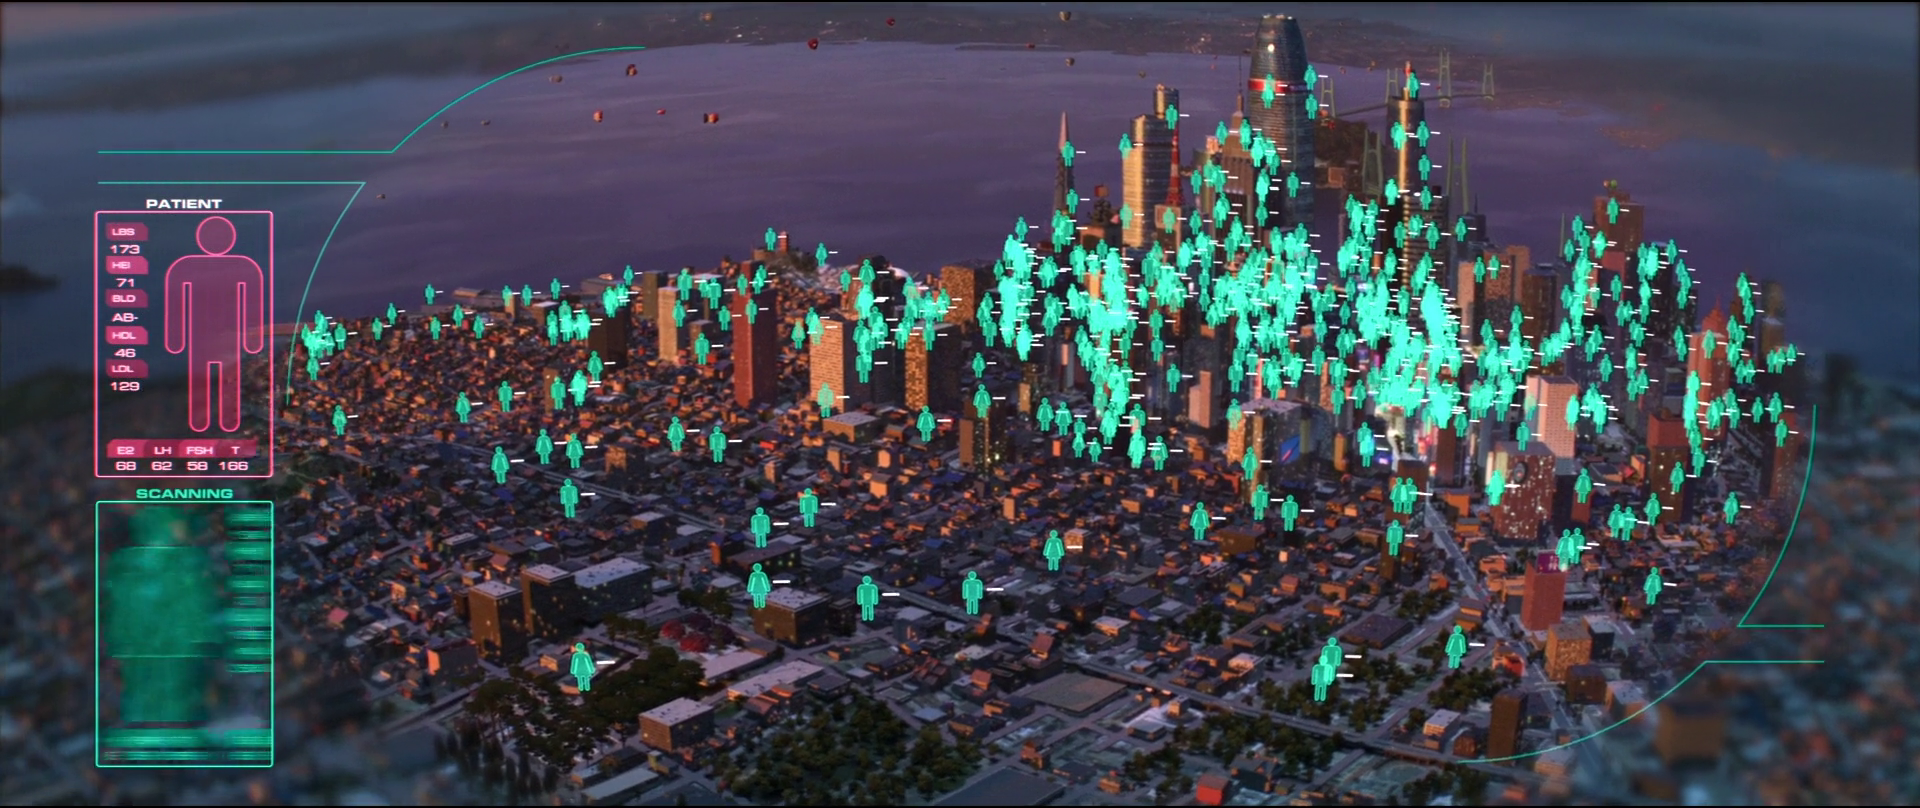 PATIENT
LBS
173
HEI
71
BLD
AB-
HDL
46
LDL
129
E2 LH FSH T
68 62 58 166
SCANNING